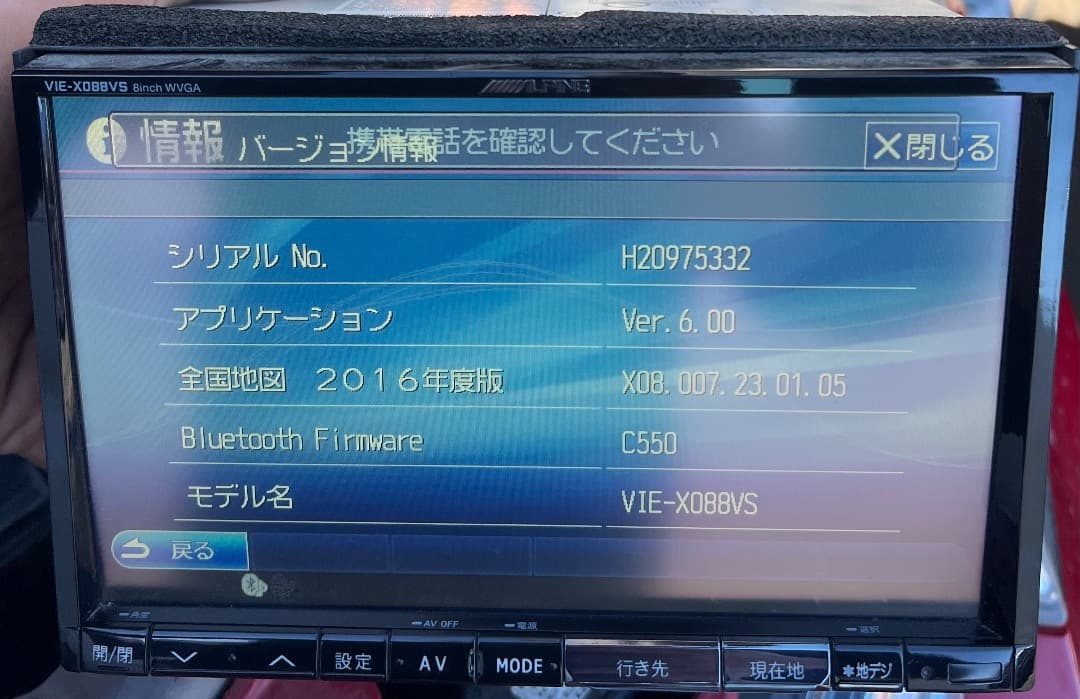 VIE-X088VS 8inch WVGA
ALPINE
情報 バージョン情報
携帯電話を確認してください
×閉じる
シリアル No. H20975332
アプリケーション Ver. 6. 00
全国地図 2016年度版 X08. 007. 23. 01. 05
Bluetooth Firmware C550
モデル名 VIE-X088VS
戻る
AV OFF 電源 選択
開/閉 設定 AV MODE 行き先 現在地 *地デジ